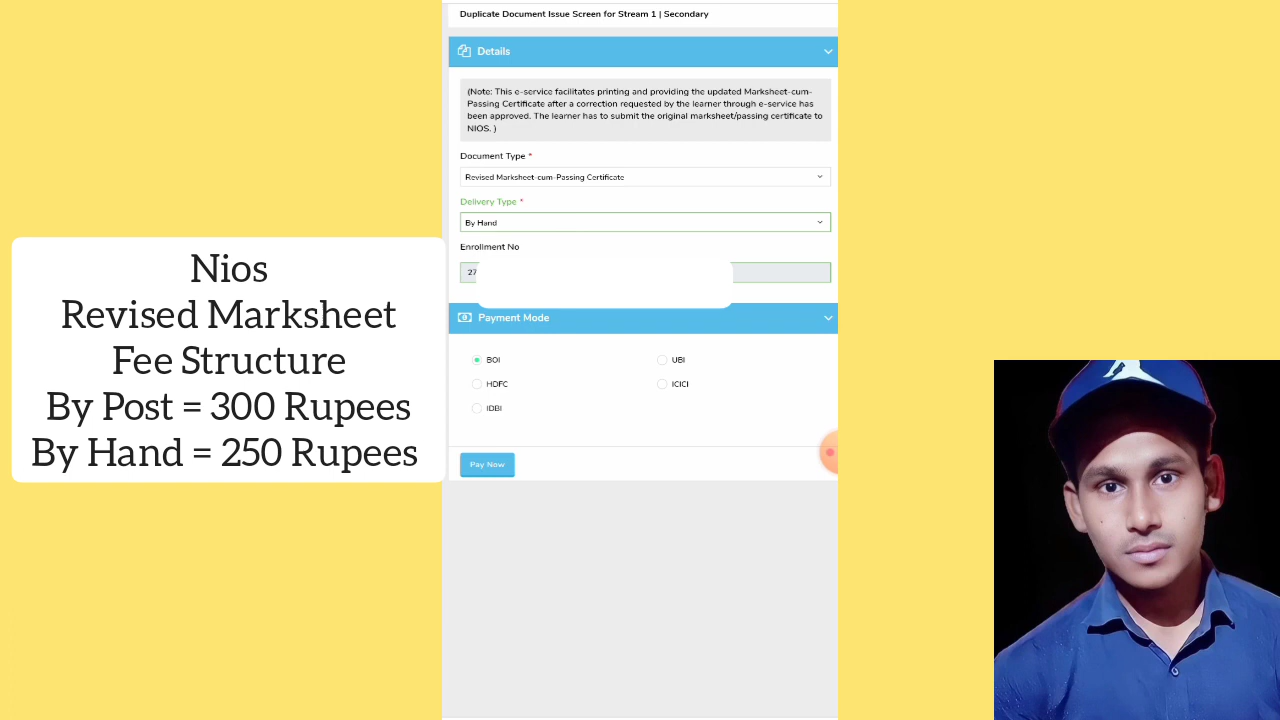 Duplicate Document Issue Screen for Stream 1 | Secondary
Details
(Note: This e-service facilitates printing and providing the updated Marksheet-cum-
Passing Certificate after a correction requested by the learner through e-service has
been approved. The learner has to submit the original marksheet/passing certificate to
NIOS. )
Document Type *
Revised Marksheet-cum-Passing Certificate
Delivery Type *
By Hand
Enrollment No
27
Payment Mode
BOI
UBI
HDFC
ICICI
IDBI
Pay Now
Nios
Revised Marksheet
Fee Structure
By Post = 300 Rupees
By Hand = 250 Rupees